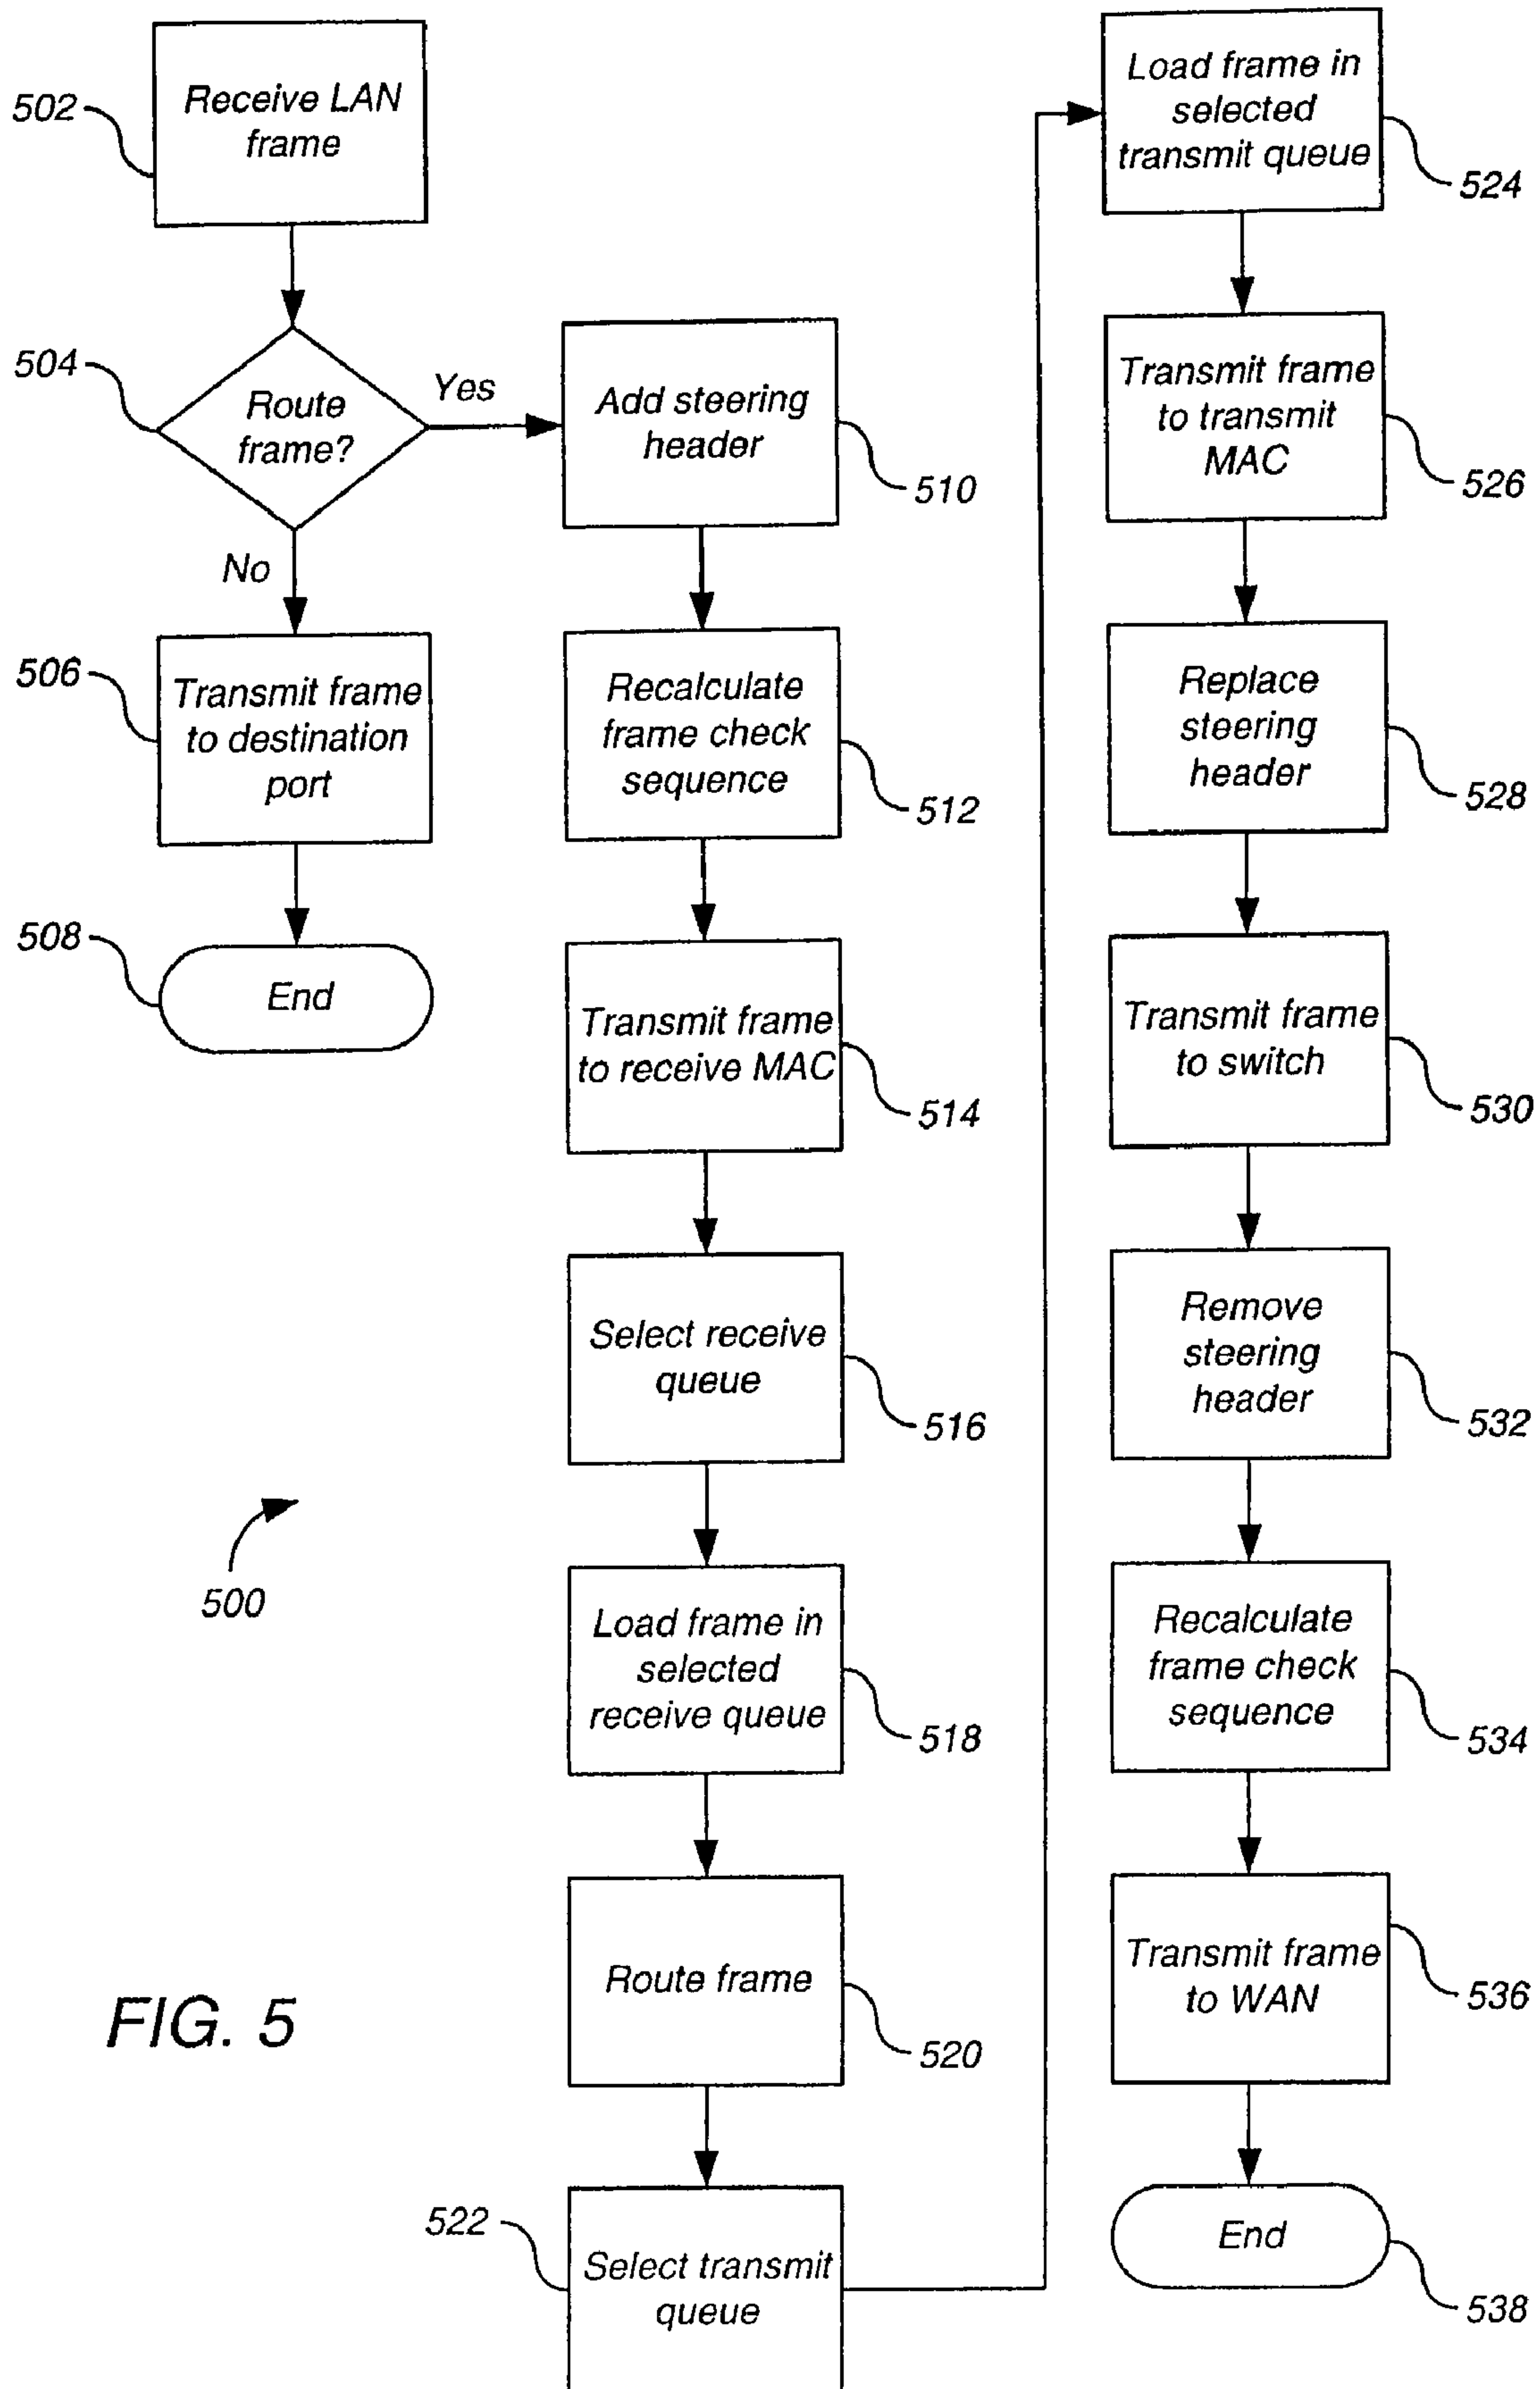 502
Receive LAN
frame
504
Route
frame?
Yes
No
506
Transmit frame
to destination
port
508
End
500
FIG. 5
Add steering
header
510
Recalculate
frame check
sequence
512
Transmit frame
to receive MAC
514
Select receive
queue
516
Load frame in
selected
receive queue
518
Route frame
520
522
Select transmit
queue
Load frame in
selected
transmit queue
524
Transmit frame
to transmit
MAC
526
Replace
steering
header
528
Transmit frame
to switch
530
Remove
steering
header
532
Recalculate
frame check
sequence
534
Transmit frame
to WAN
536
End
538